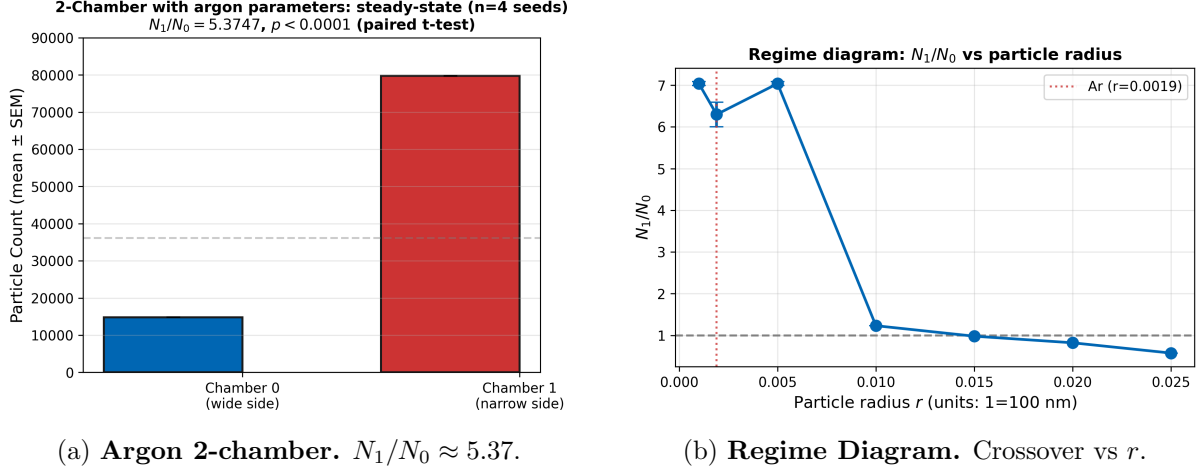 2-Chamber with argon parameters: steady-state (n=4 seeds)
N₁/N₀ = 5.3747, p < 0.0001 (paired t-test)
Particle Count (mean ± SEM)
90000
80000
70000
60000
50000
40000
30000
20000
10000
0
Chamber 0
(wide side)
Chamber 1
(narrow side)
(a) Argon 2-chamber. N₁/N₀ ≈ 5.37.
Regime diagram: N₁/N₀ vs particle radius
Ar (r=0.0019)
N₁/N₀
7
6
5
4
3
2
1
0.000
0.005
0.010
0.015
0.020
0.025
Particle radius r (units: 1=100 nm)
(b) Regime Diagram. Crossover vs r.